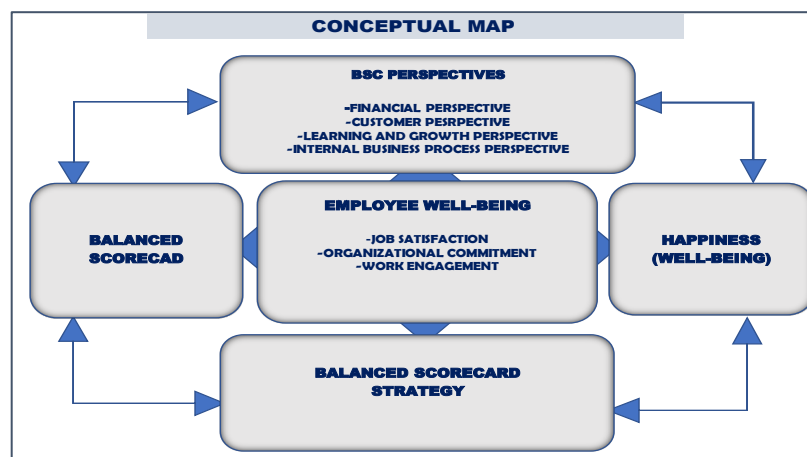 CONCEPTUAL MAP
BSC PERSPECTIVES
-FINANCIAL PERSPECTIVE
-CUSTOMER PESRPECTIVE
-LEARNING AND GROWTH PERSPECTIVE
-INTERNAL BUSINESS PROCESS PERSPECTIVE
BALANCED
SCORECAD
EMPLOYEE WELL-BEING
-JOB SATISFACTION
-ORGANIZATIONAL COMMITMENT
-WORK ENGAGEMENT
HAPPINESS
(WELL-BEING)
BALANCED SCORECARD
STRATEGY